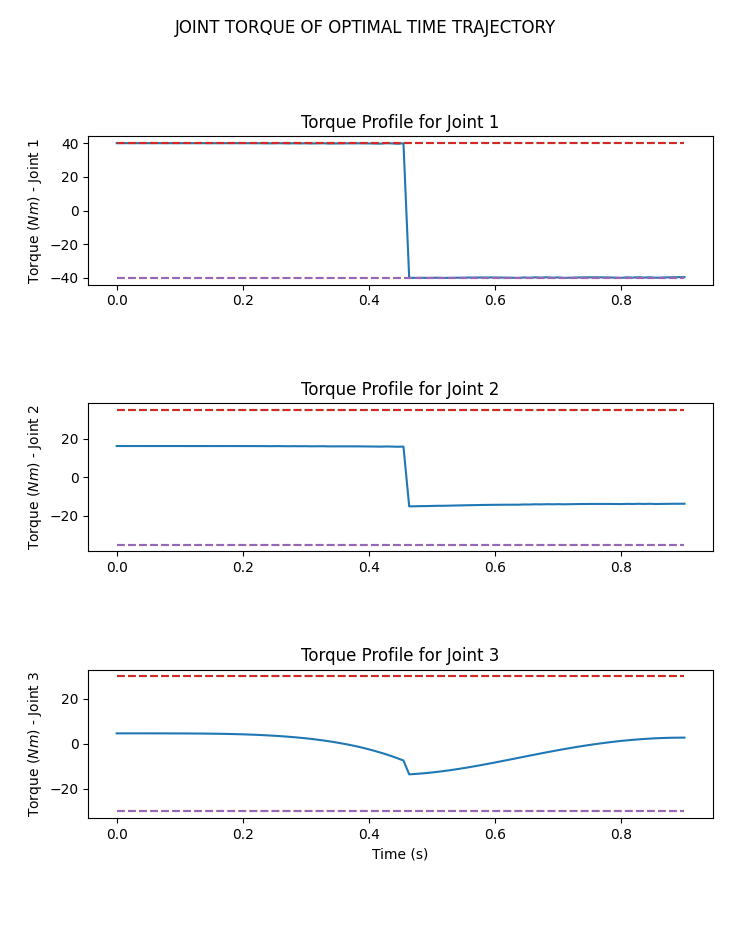 JOINT TORQUE OF OPTIMAL TIME TRAJECTORY
Torque Profile for Joint 1
Torque (Nm) - Joint 1
40
20
0
−20
−40
0.0 0.2 0.4 0.6 0.8
Torque Profile for Joint 2
Torque (Nm) - Joint 2
20
0
−20
0.0 0.2 0.4 0.6 0.8
Torque Profile for Joint 3
Torque (Nm) - Joint 3
20
0
−20
0.0 0.2 0.4 0.6 0.8
Time (s)